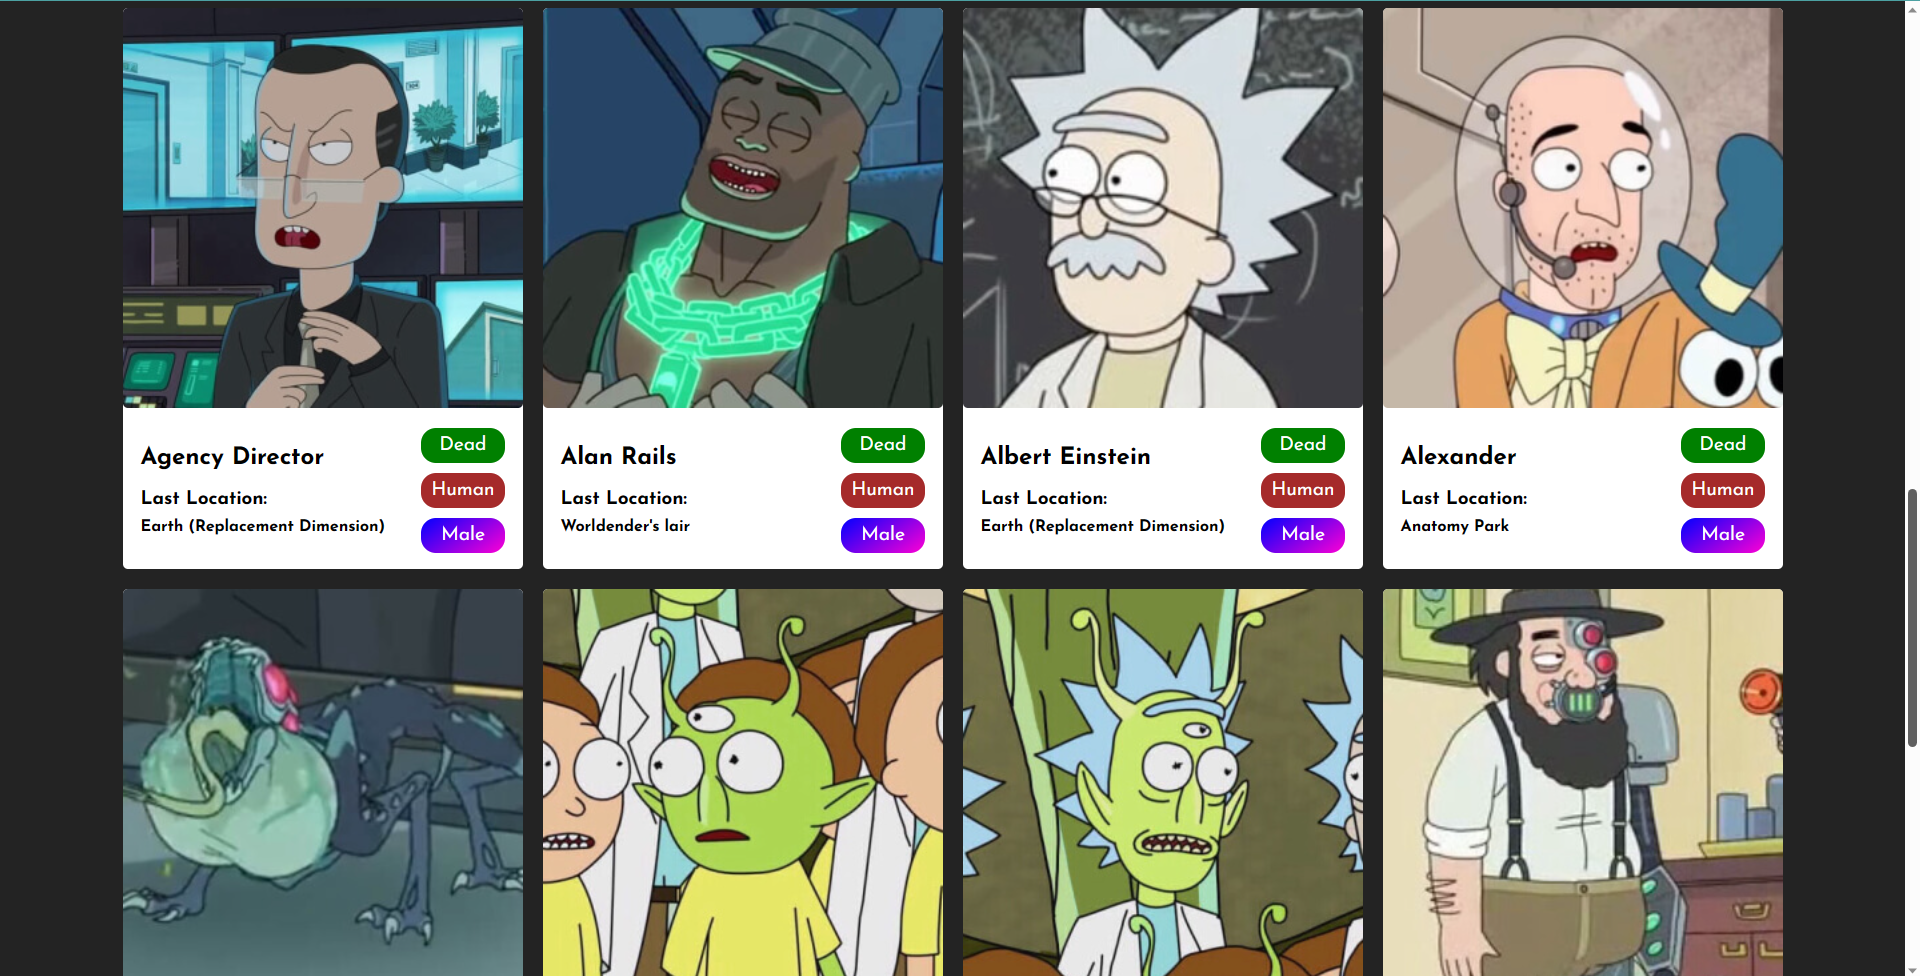 Agency Director
Dead
Human
Last Location:
Earth (Replacement Dimension)
Male
Alan Rails
Dead
Human
Last Location:
Worldender's lair
Male
Albert Einstein
Dead
Human
Last Location:
Earth (Replacement Dimension)
Male
Alexander
Dead
Human
Last Location:
Anatomy Park
Male